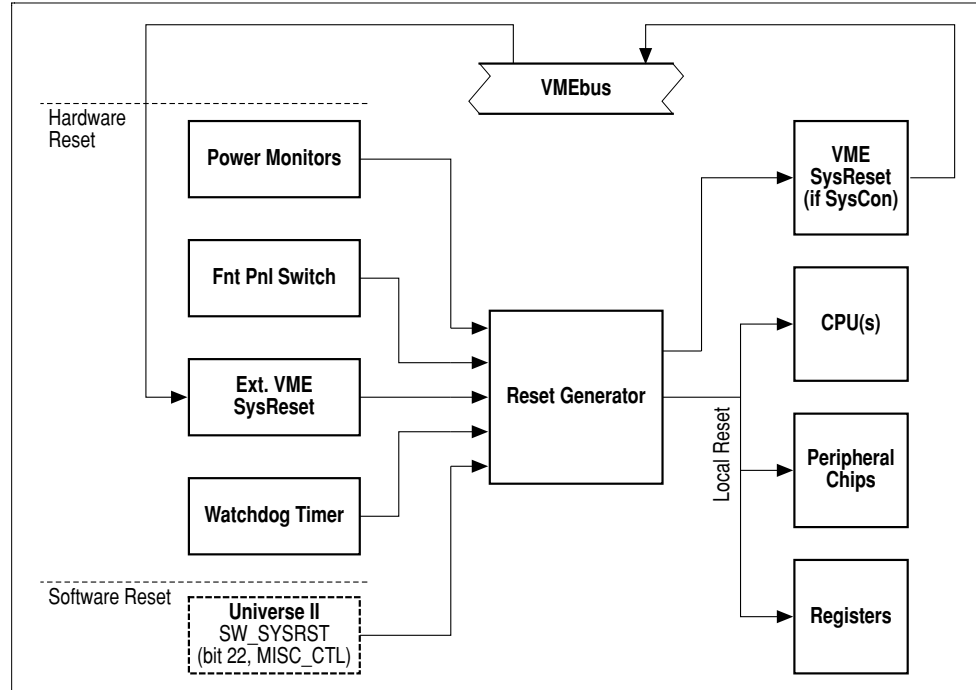 VMEbus
Hardware
Reset
Power Monitors
VME
SysReset
(if SysCon)
Fnt Pnl Switch
CPU(s)
Ext. VME
SysReset
Reset Generator
Local Reset
Peripheral
Chips
Watchdog Timer
Software Reset
Universe II
SW_SYSRST
(bit 22, MISC_CTL)
Registers